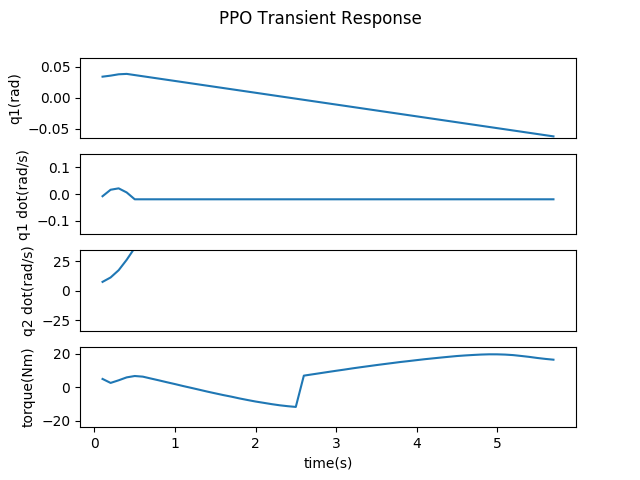 PPO Transient Response
q1(rad)
0.05
0.00
−0.05
q1 dot(rad/s)
0.1
0.0
−0.1
q2 dot(rad/s)
25
0
−25
torque(Nm)
20
0
−20
0 1 2 3 4 5
time(s)